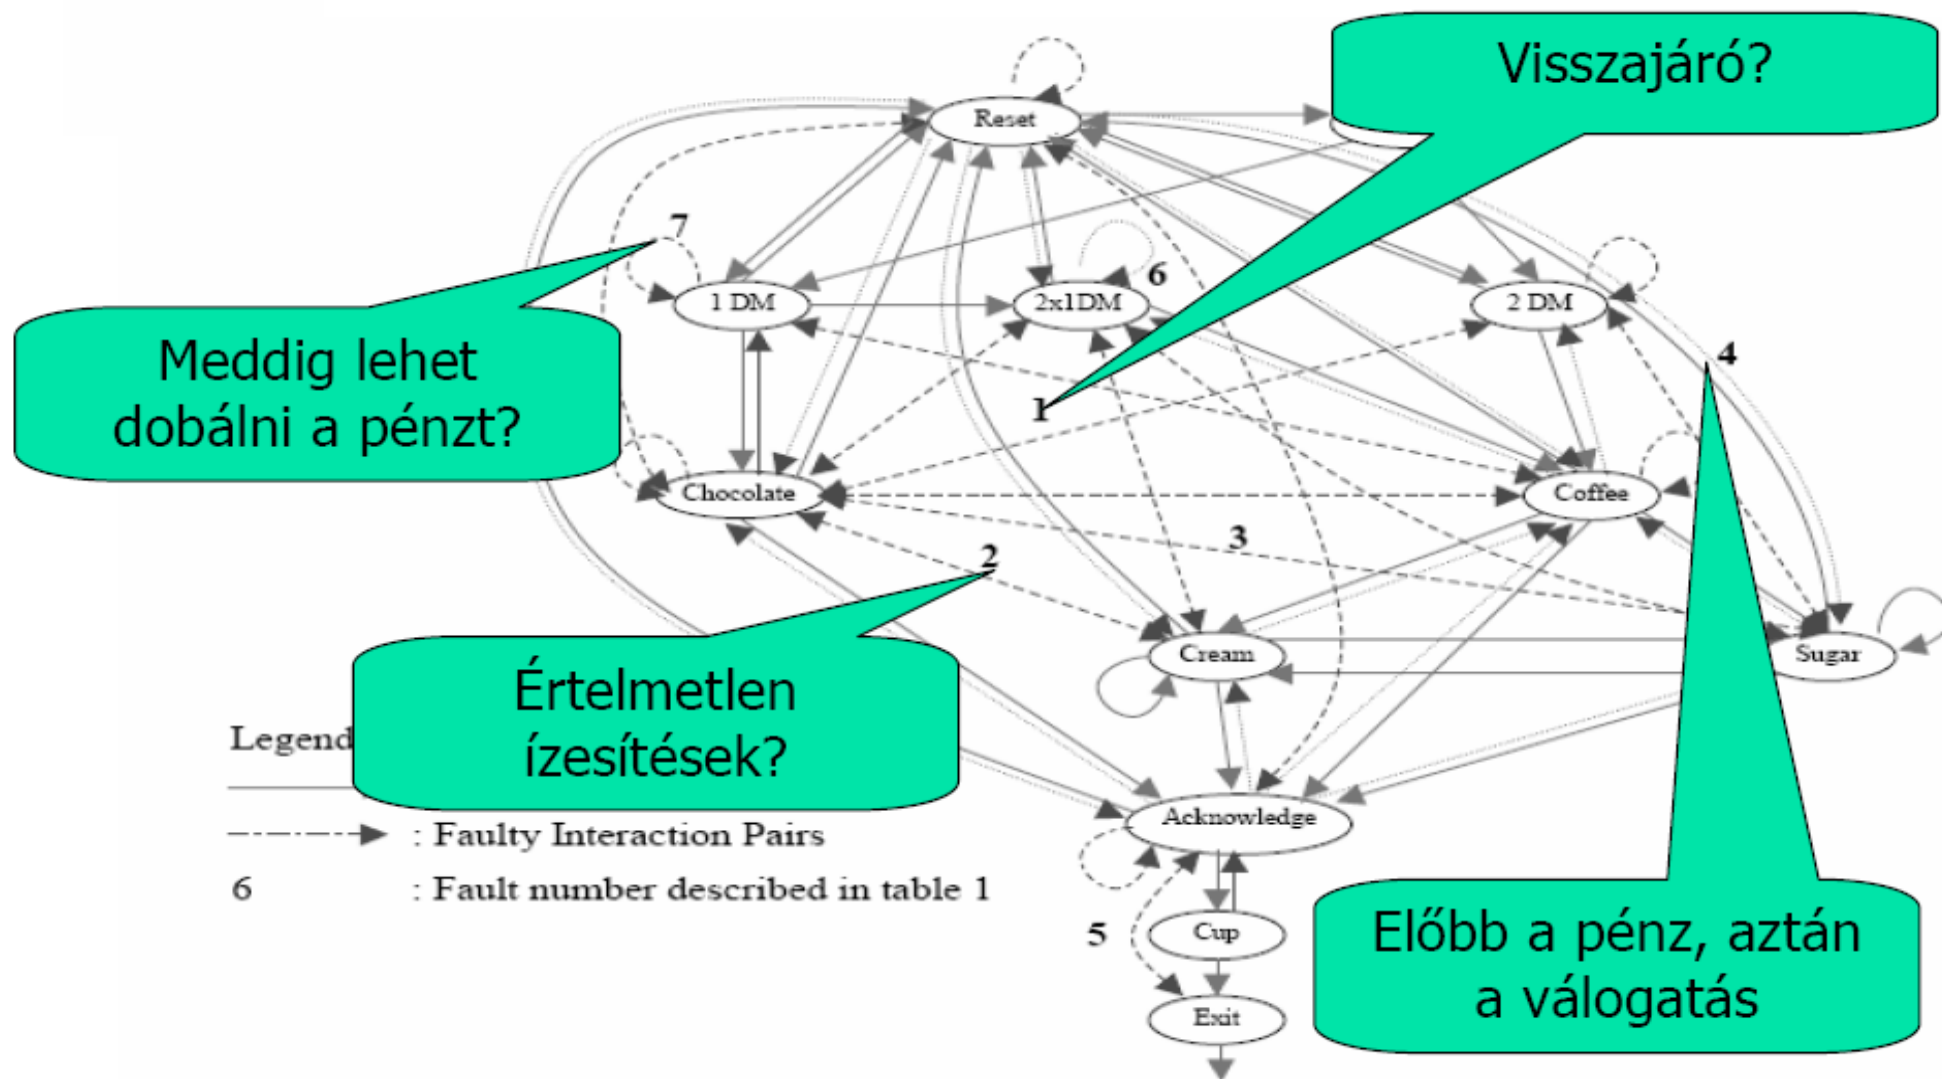 Visszajáró?
Reset
7
1 DM
2x1DM
6
2 DM
4
Meddig lehet
dobálni a pénzt?
1
Chocolate
Coffee
2
3
Cream
Sugar
Értelmetlen
ízesítések?
Legend
Acknowledge
: Faulty Interaction Pairs
6 : Fault number described in table 1
5
Cup
Exit
Előbb a pénz, aztán
a válogatás